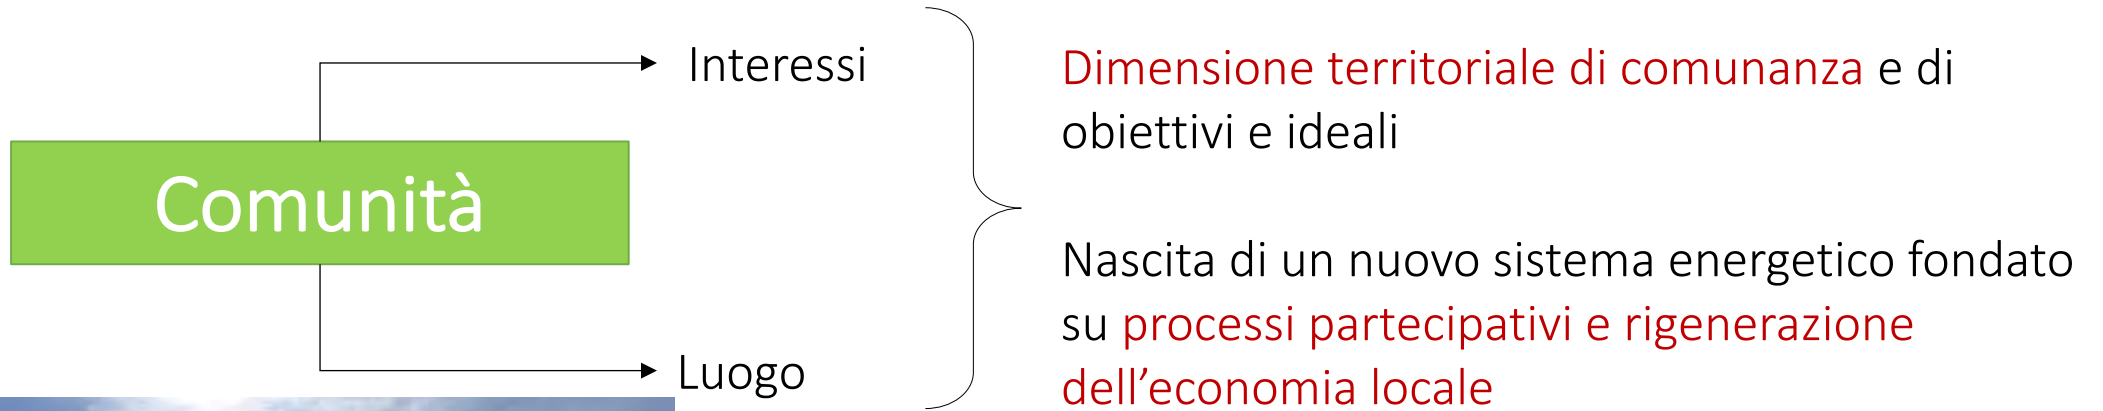 Interessi
Comunità
Luogo
Dimensione territoriale di comunanza e di
obiettivi e ideali
Nascita di un nuovo sistema energetico fondato
su processi partecipativi e rigenerazione
dell’economia locale